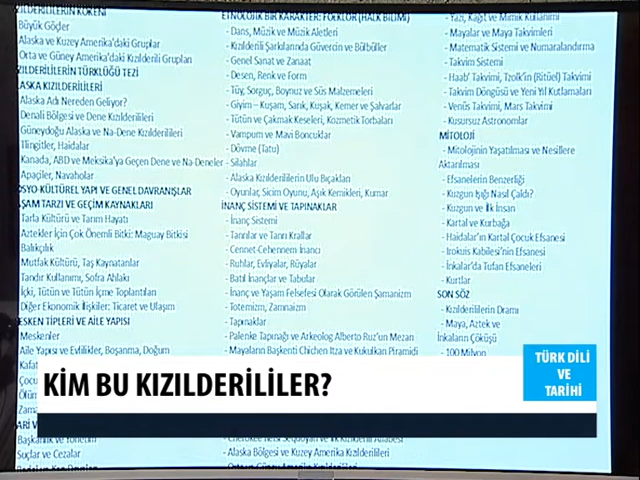 KIZILDERİLİLERİN KÖKENİ
Büyük Göçler
Alaska ve Kuzey Amerika'daki Gruplar
Orta ve Güney Amerika'daki Kızılderili Grupları
KIZILDERİLİLERİN TÜRKLÜĞÜ TEZİ
ALASKA KIZILDERİLİLERİ
Alaska Adı Nereden Geliyor?
Denali Bölgesi ve Dene Kızılderilileri
Güneydoğu Alaska ve Na-Dene Kızılderilileri
Tlingitler, Haidalar
Kanada, ABD ve Meksika'ya Geçen Dene ve Na-Deneler
Apaçiler, Navaholar
SOSYO-KÜLTÜREL YAPI VE GENEL DAVRANIŞLAR
YAŞAM TARZI VE GEÇİM KAYNAKLARI
Tarla Kültürü ve Tarım Hayatı
Aztekler İçin Çok Önemli Bitki: Maguay Bitkisi
Balıkçılık
Mutfak Kültürü, Taş Kaynatanlar
Tandır Kullanımı, Sofra Ahlakı
İçki, Tütün ve Tütün İçme Toplantıları
Diğer Ekonomik İlişkiler: Ticaret ve Ulaşım
MESKEN TİPLERİ VE AİLE YAPISI
Meskenler
Aile Yapısı ve Evlilikler, Boşanma, Doğum
Başkanlık ve Yönetim
Suçlar ve Cezalar
ETNOLOJİK BİR KARAKTER: FOLKLOR (HALK BİLİMİ)
- Dans, Müzik ve Müzik Aletleri
- Kızılderili Şarkılarında Güvercin ve Bülbüller
- Genel Sanat ve Zanaat
- Desen, Renk ve Form
- Tüy, Sorguç, Boynuz ve Süs Malzemeleri
- Giyim – Kuşam, Sarık, Kuşak, Kemer ve Şalvarlar
- Tütün ve Çakmak Keseleri, Kozmetik Torbaları
- Vampum ve Mavi Boncuklar
- Dövme (Tatu)
- Silahlar
- Alaska Kızılderililerin Ulu Bıçakları
- Oyunlar, Sicim Oyunu, Aşık Kemikleri, Kumar
İNANÇ SİSTEMİ VE TAPINAKLAR
- İnanç Sistemi
- Tanrılar ve Tanrı Krallar
- Cennet-Cehennem İnancı
- Ruhlar, Evliyalar, Rüyalar
- Batıl İnançlar ve Tabular
- İnanç ve Yaşam Felsefesi Olarak Görülen Şamanizm
- Totemizm, Zamnaizm
- Tapınaklar
- Palenke Tapınağı ve Arkeolog Alberto Ruz'un Mezarı
- Mayaların Başkenti Chichen Itza ve Kukulkan Piramidi
- Alaska Bölgesi ve Kuzey Amerika Kızılderilileri
- Yazı, Kağıt ve Mimik Kullanımı
- Mayalar ve Maya Takvimleri
- Matematik Sistemi ve Numaralandırma
- Takvim Sistemi
- Haab' Takvimi, Tzolk'in (Ritüel) Takvimi
- Takvim Döngüsü ve Yeni Yıl Kutlamaları
- Venüs Takvimi, Mars Takvimi
- Kusursuz Astronomlar
MİTOLOJİ
- Mitolojinin Yaşatılması ve Nesillere
Aktarılması
- Efsanelerin Benzerliği
- Kuzgun Işığı Nasıl Çaldı?
- Kuzgun ve İlk İnsan
- Kartal ve Kurbağa
- Haidalar'ın Kartal Çocuk Efsanesi
- Irokuis Kabilesi'nin Efsanesi
- İnkalar'da Tufan Efsaneleri
- Kurtlar
SON SÖZ
- Kızılderililerin Dramı
- Maya, Aztek ve
İnkaların Çöküşü
- 100 Milyon
KİM BU KIZILDERİLİLER?
TÜRK DİLİ
VE
TARİHİ